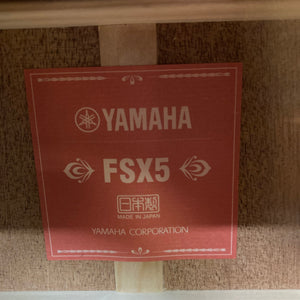 YAMAHA
FSX5
日本製
MADE IN JAPAN
YAMAHA CORPORATION